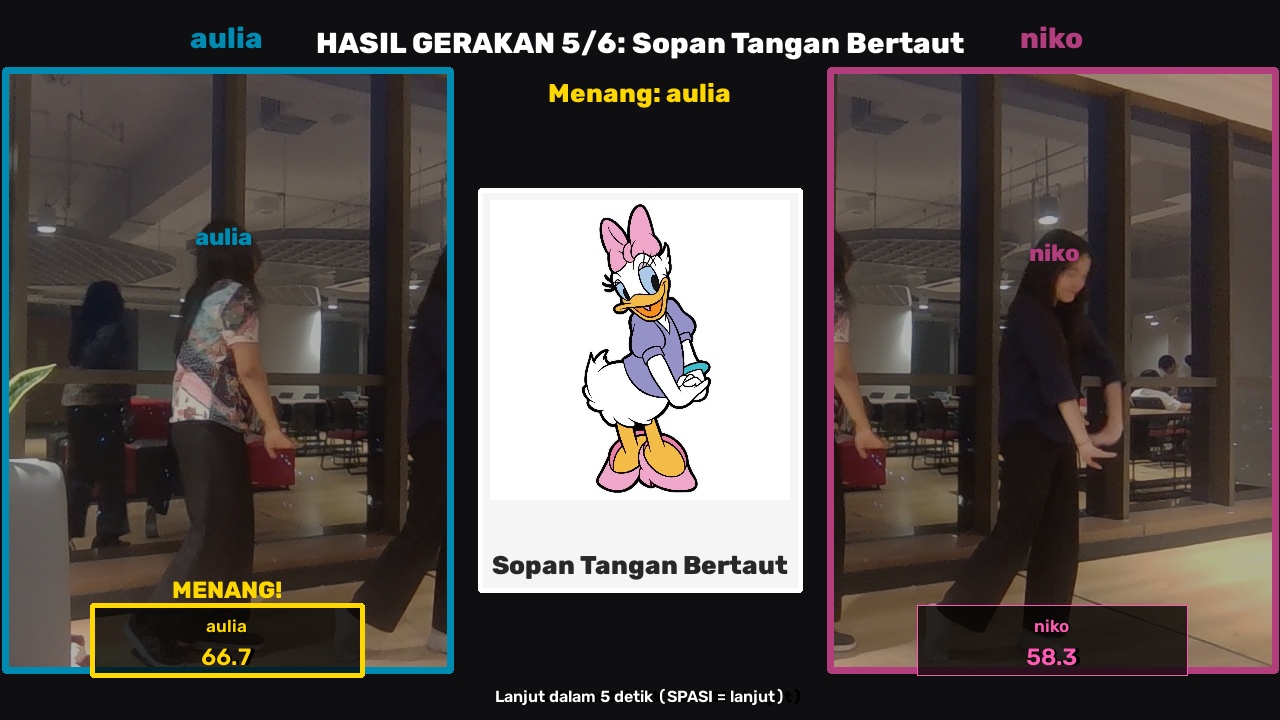 aulia
HASIL GERAKAN 5/6: Sopan Tangan Bertaut
niko
Menang: aulia
aulia
niko
Sopan Tangan Bertaut
MENANG!
aulia
66.7
niko
58.3
Lanjut dalam 5 detik (SPASI = lanjut)